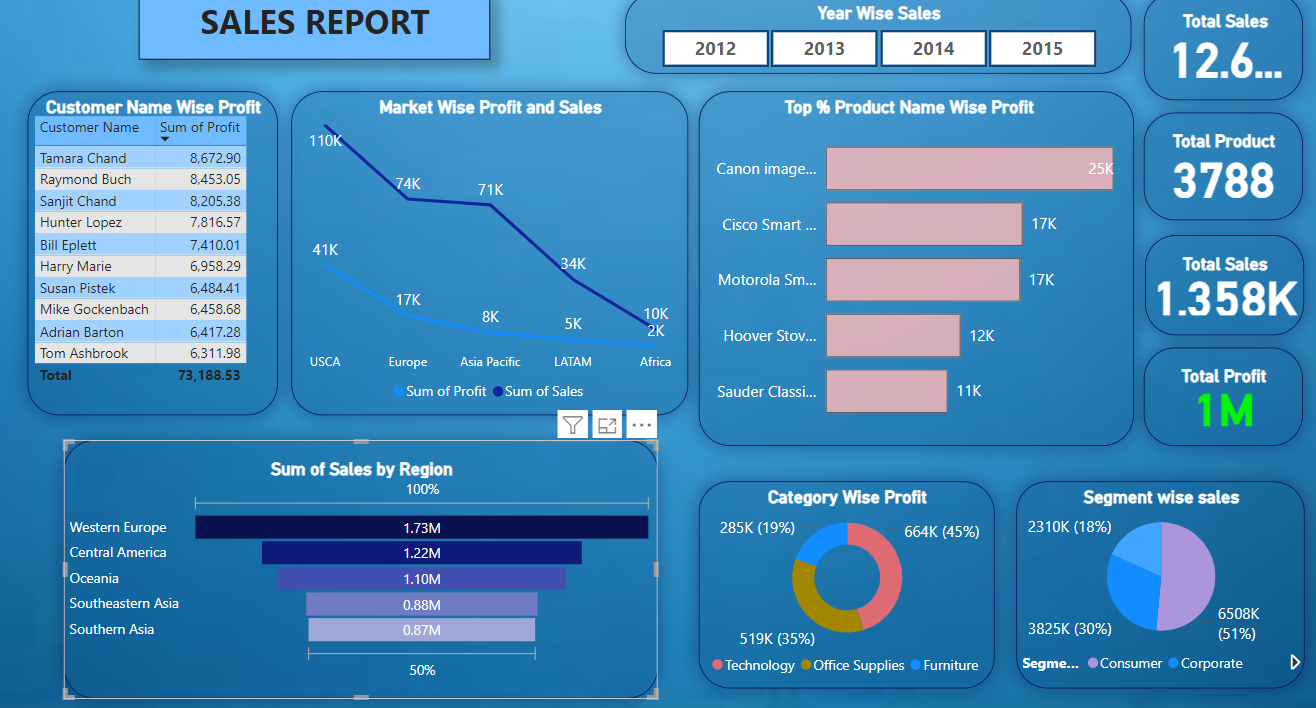 SALES REPORT
Year Wise Sales
2012 2013 2014 2015
Total Sales
12.6...
Customer Name Wise Profit
Customer Name Sum of Profit
Tamara Chand 8,672.90
Raymond Buch 8,453.05
Sanjit Chand 8,205.38
Hunter Lopez 7,816.57
Bill Eplett 7,410.01
Harry Marie 6,958.29
Susan Pistek 6,484.41
Mike Gockenbach 6,458.68
Adrian Barton 6,417.28
Tom Ashbrook 6,311.98
Total 73,188.53
Market Wise Profit and Sales
110K
74K
71K
41K
34K
17K
8K
5K
10K
2K
USCA Europe Asia Pacific LATAM Africa
Sum of Profit Sum of Sales
Top % Product Name Wise Profit
Canon image... 25K
Cisco Smart ... 17K
Motorola Sm... 17K
Hoover Stov... 12K
Sauder Classi... 11K
Total Product
3788
Total Sales
1.358K
Total Profit
1M
Sum of Sales by Region
100%
Western Europe 1.73M
Central America 1.22M
Oceania 1.10M
Southeastern Asia 0.88M
Southern Asia 0.87M
50%
Category Wise Profit
285K (19%) 664K (45%)
519K (35%)
Technology Office Supplies Furniture
Segment wise sales
2310K (18%)
6508K
(51%)
3825K (30%)
Segme... Consumer Corporate